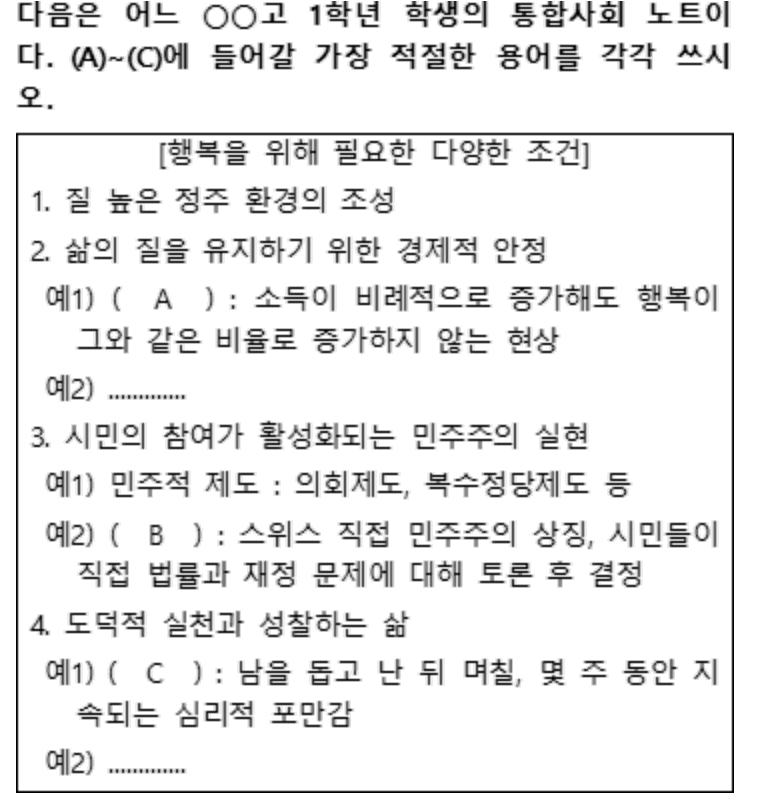 다음은 어느 ○○고 1학년 학생의 통합사회 노트이
다. (A)~(C)에 들어갈 가장 적절한 용어를 각각 쓰시
오.
[행복을 위해 필요한 다양한 조건]
1. 질 높은 정주 환경의 조성
2. 삶의 질을 유지하기 위한 경제적 안정
예1) ( A ) : 소득이 비례적으로 증가해도 행복이
그와 같은 비율로 증가하지 않는 현상
예2) .............
3. 시민의 참여가 활성화되는 민주주의 실현
예1) 민주적 제도 : 의회제도, 복수정당제도 등
예2) ( B ) : 스위스 직접 민주주의 상징, 시민들이
직접 법률과 재정 문제에 대해 토론 후 결정
4. 도덕적 실천과 성찰하는 삶
예1) ( C ) : 남을 돕고 난 뒤 며칠, 몇 주 동안 지
속되는 심리적 포만감
예2) .............